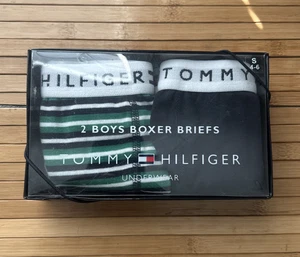 HILFIGER TOMMY
S
4-6
2 BOYS BOXER BRIEFS
TOMMY HILFIGER
UNDERWEAR